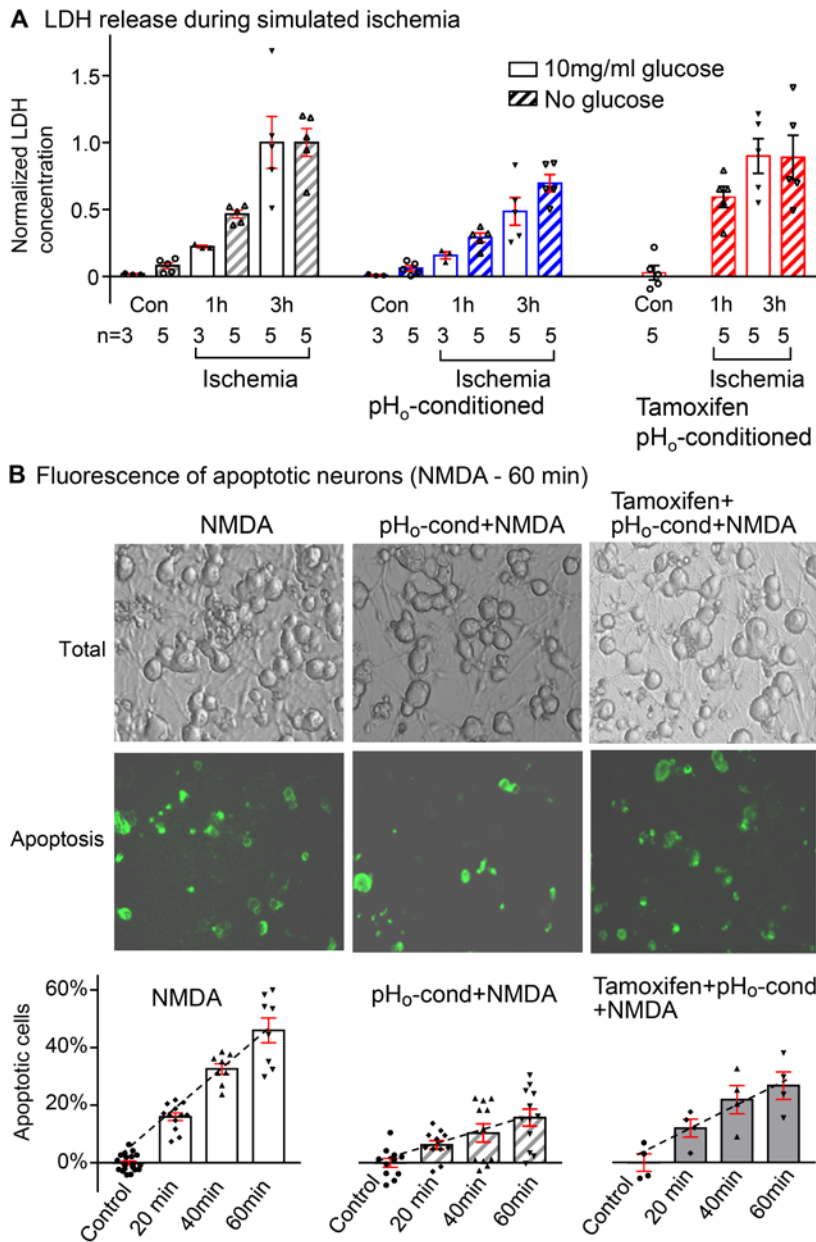 A LDH release during simulated ischemia
10mg/ml glucose
No glucose
Normalized LDH
concentration
1.0
0.5
0
Con 1h 3h Con 1h 3h Con 1h 3h
n=3 5 3 5 5 5 3 5 3 5 5 5 5 5 5 5
Ischemia Ischemia Ischemia
pHo-conditioned
Tamoxifen
pHo-conditioned
B Fluorescence of apoptotic neurons (NMDA - 60 min)
NMDA pHo-cond+NMDA Tamoxifen+
pHo-cond+NMDA
Total
Apoptosis
Apoptotic cells
60%
40%
20%
0%
NMDA pHo-cond+NMDA Tamoxifen+pHo-cond
+NMDA
Control 20 min 40min 60min Control 20 min 40min 60min Control 20 min 40min 60min